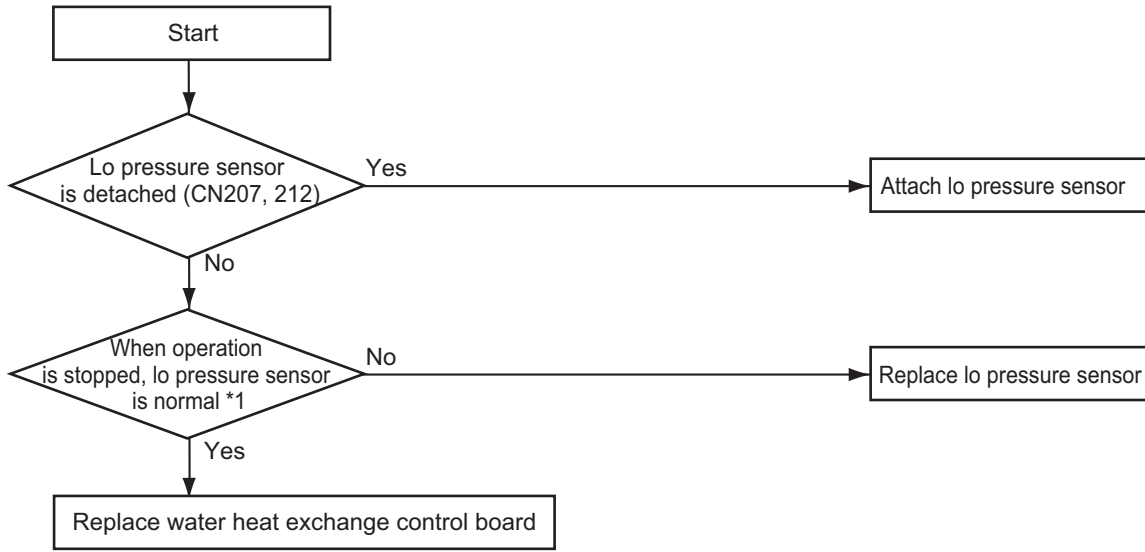 Start
Lo pressure sensor
is detached (CN207, 212)
Yes
Attach lo pressure sensor
No
When operation
is stopped, lo pressure sensor
is normal *1
No
Replace lo pressure sensor
Yes
Replace water heat exchange control board